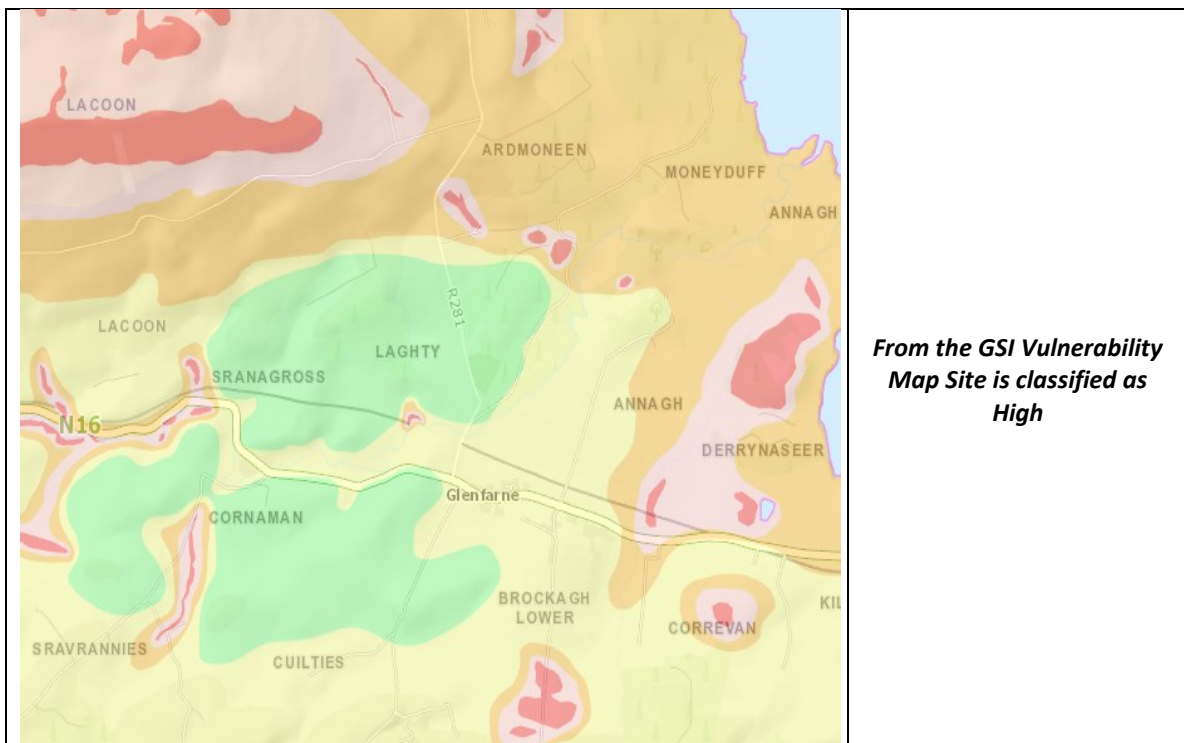 LACOON
ARDMONEEN
MONEYDUFF
ANNAGH
R281
LACOON
LAGHTY
SRANAGROSS
ANNAGH
N16
DERRYNASEER
Glenfarne
CORNAMAN
BROCKAGH
LOWER
KIL
CORREVAN
SRAVRANNIES
CUILTIES
From the GSI Vulnerability
Map Site is classified as
High